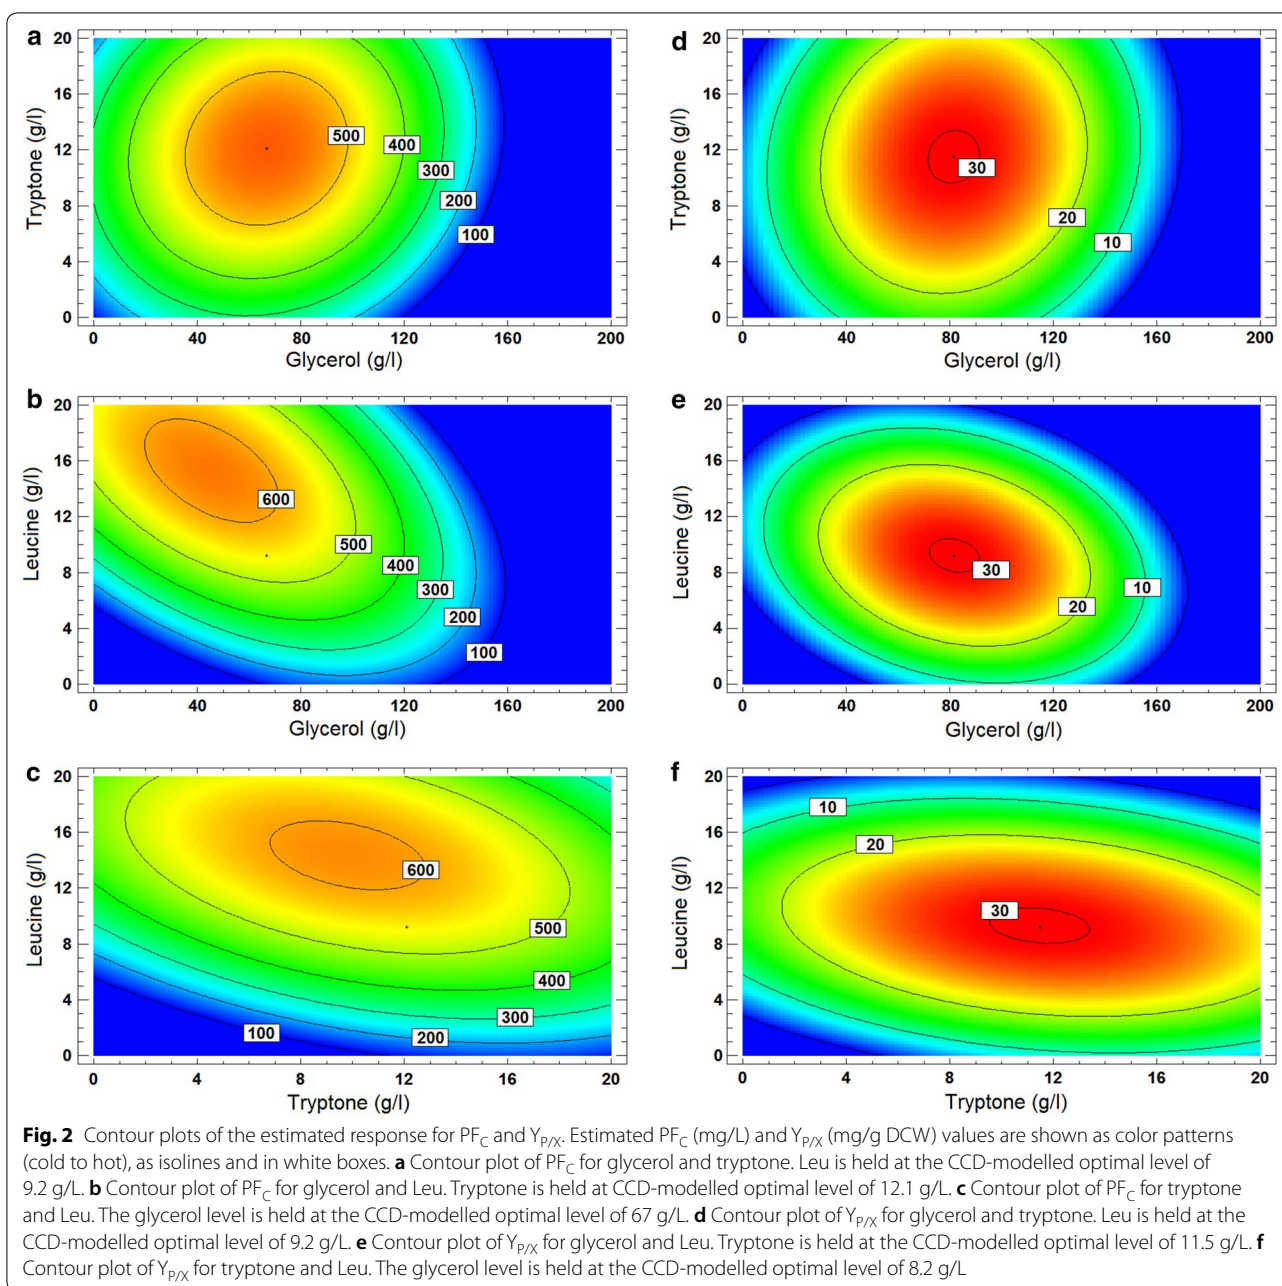 a
20
16
12
8
4
0
Tryptone (g/l)
500
400
300
200
100
0 40 80 120 160 200
Glycerol (g/l)
d
20
16
12
8
4
0
Tryptone (g/l)
30
20
10
0 40 80 120 160 200
Glycerol (g/l)
b
20
16
12
8
4
0
Leucine (g/l)
600
500
400
300
200
100
0 40 80 120 160 200
Glycerol (g/l)
e
20
16
12
8
4
0
Leucine (g/l)
30
20
10
0 40 80 120 160 200
Glycerol (g/l)
c
20
16
12
8
4
0
Leucine (g/l)
600
500
400
300
200
100
0 4 8 12 16 20
Tryptone (g/l)
f
20
16
12
8
4
0
Leucine (g/l)
10
20
30
0 4 8 12 16 20
Tryptone (g/l)
Fig. 2 Contour plots of the estimated response for PFC and YP/X. Estimated PFC (mg/L) and YP/X (mg/g DCW) values are shown as color patterns
(cold to hot), as isolines and in white boxes. a Contour plot of PFC for glycerol and tryptone. Leu is held at the CCD-modelled optimal level of
9.2 g/L. b Contour plot of PFC for glycerol and Leu. Tryptone is held at CCD-modelled optimal level of 12.1 g/L. c Contour plot of PFC for tryptone
and Leu. The glycerol level is held at the CCD-modelled optimal level of 67 g/L. d Contour plot of YP/X for glycerol and tryptone. Leu is held at the
CCD-modelled optimal level of 9.2 g/L. e Contour plot of YP/X for glycerol and Leu. Tryptone is held at the CCD-modelled optimal level of 11.5 g/L. f
Contour plot of YP/X for tryptone and Leu. The glycerol level is held at the CCD-modelled optimal level of 8.2 g/L